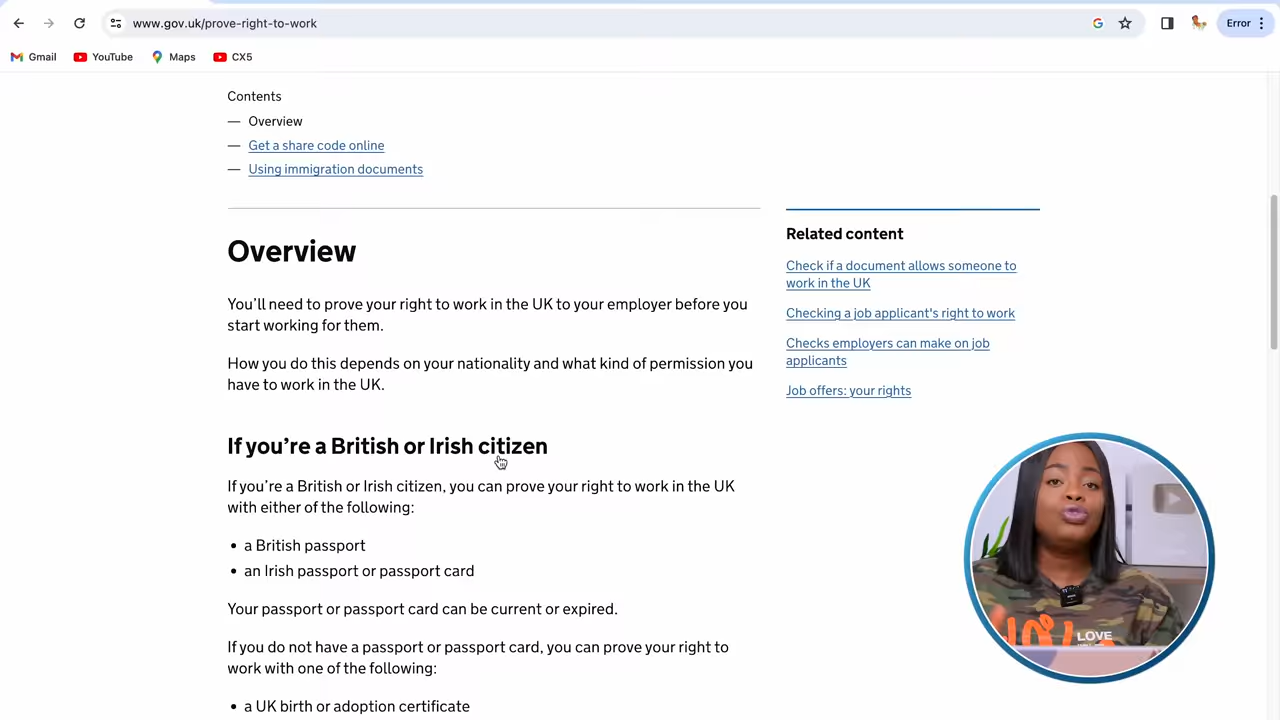 www.gov.uk/prove-right-to-work
Error
Gmail
YouTube
Maps
CX5
Contents
— Overview
— Get a share code online
— Using immigration documents
Overview
You'll need to prove your right to work in the UK to your employer before you
start working for them.
How you do this depends on your nationality and what kind of permission you
have to work in the UK.
If you're a British or Irish citizen
If you're a British or Irish citizen, you can prove your right to work in the UK
with either of the following:
• a British passport
• an Irish passport or passport card
Your passport or passport card can be current or expired.
If you do not have a passport or passport card, you can prove your right to
work with one of the following:
• a UK birth or adoption certificate
Related content
Check if a document allows someone to
work in the UK
Checking a job applicant's right to work
Checks employers can make on job
applicants
Job offers: your rights
LOVE